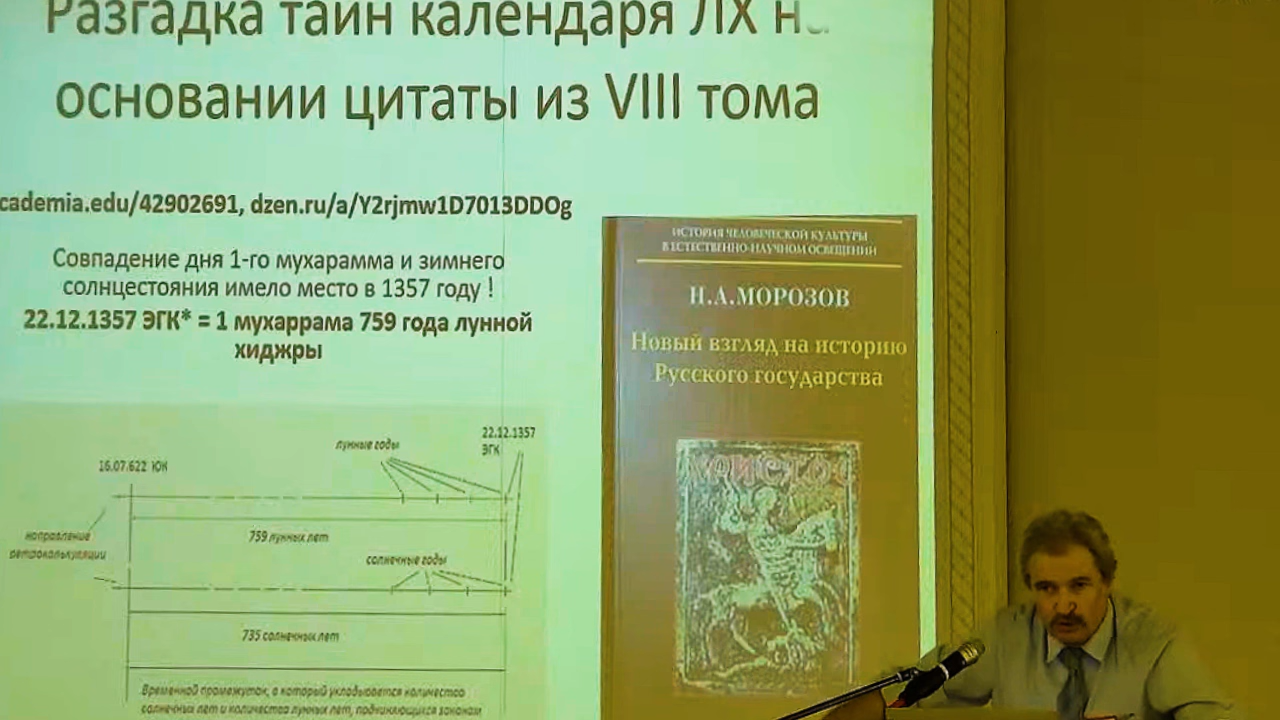 Разгадка тайн календаря ЛХ на
основании цитаты из VIII тома
cademia.edu/42902691, dzen.ru/a/Y2rjmw1D7013DDOg
Совпадение дня 1-го мухарамма и зимнего
солнцестояния имело место в 1357 году !
22.12.1357 ЭГК* = 1 мухаррама 759 года лунной
хиджры
22.12.1357
ЭГК
лунные годы
16.07.622 ЮК
759 лунных лет
направление
ретрокалькуляции
солнечные годы
735 солнечных лет
Временной промежуток, в который укладывается количество
солнечных лет и количество лунных лет, подчиняющихся законам
ИСТОРИЯ ЧЕЛОВЕЧЕСКОЙ КУЛЬТУРЫ
В ЕСТЕСТВЕННО-НАУЧНОМ ОСВЕЩЕНИИ
Н.А.МОРОЗОВ
Новый взгляд на историю
Русского государства
ХРИСТОС